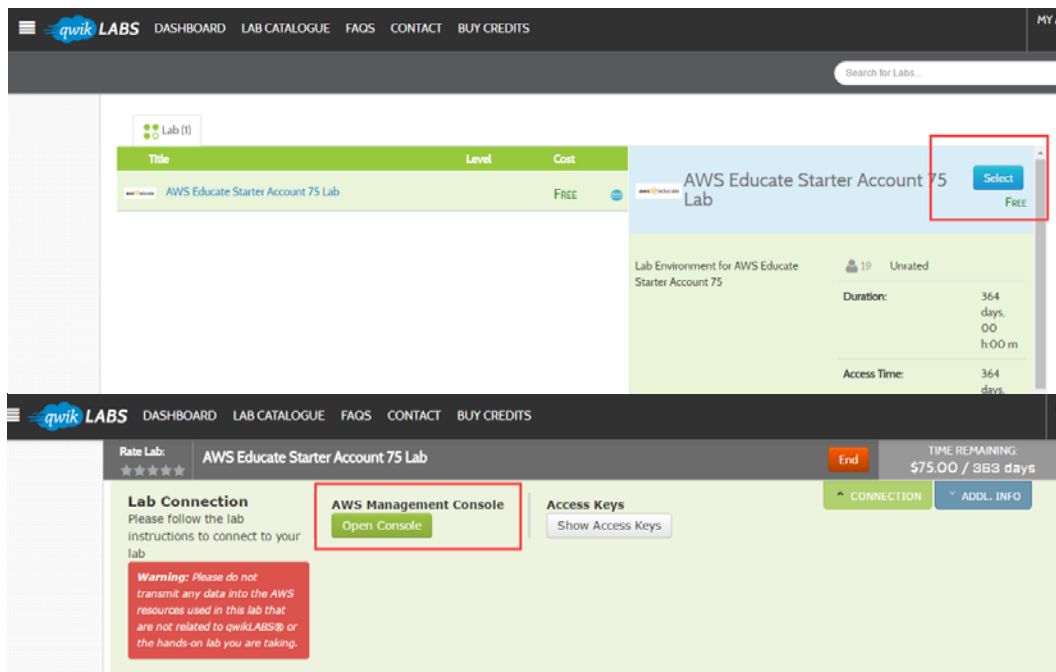 qwik LABS DASHBOARD LAB CATALOGUE FAQS CONTACT BUY CREDITS
MY
Search for Labs...
Lab (1)
Title Level Cost
AWS Educate Starter Account 75 Lab FREE
AWS Educate Starter Account 75
Lab
Select
FREE
Lab Environment for AWS Educate
Starter Account 75
19 Unrated
Duration: 364
days,
00
h:00 m
Access Time: 364
days,
qwik LABS DASHBOARD LAB CATALOGUE FAQS CONTACT BUY CREDITS
Rate Lab:
AWS Educate Starter Account 75 Lab
End
TIME REMAINING:
$75.00 / 363 days
Lab Connection
Please follow the lab
instructions to connect to your
lab
Warning: Please do not
transmit any data into the AWS
resources used in this lab that
are not related to qwikLABS® or
the hands-on lab you are taking.
AWS Management Console
Open Console
Access Keys
Show Access Keys
CONNECTION
ADDL. INFO